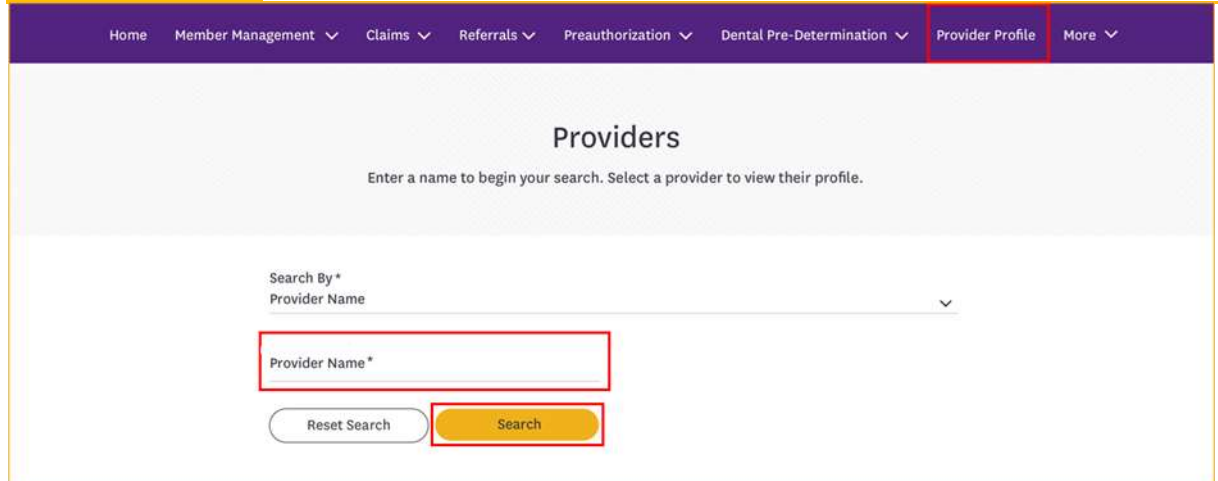 Home Member Management Claims Referrals Preauthorization Dental Pre-Determination Provider Profile More
Providers
Enter a name to begin your search. Select a provider to view their profile.
Search By*
Provider Name
Provider Name*
Reset Search Search